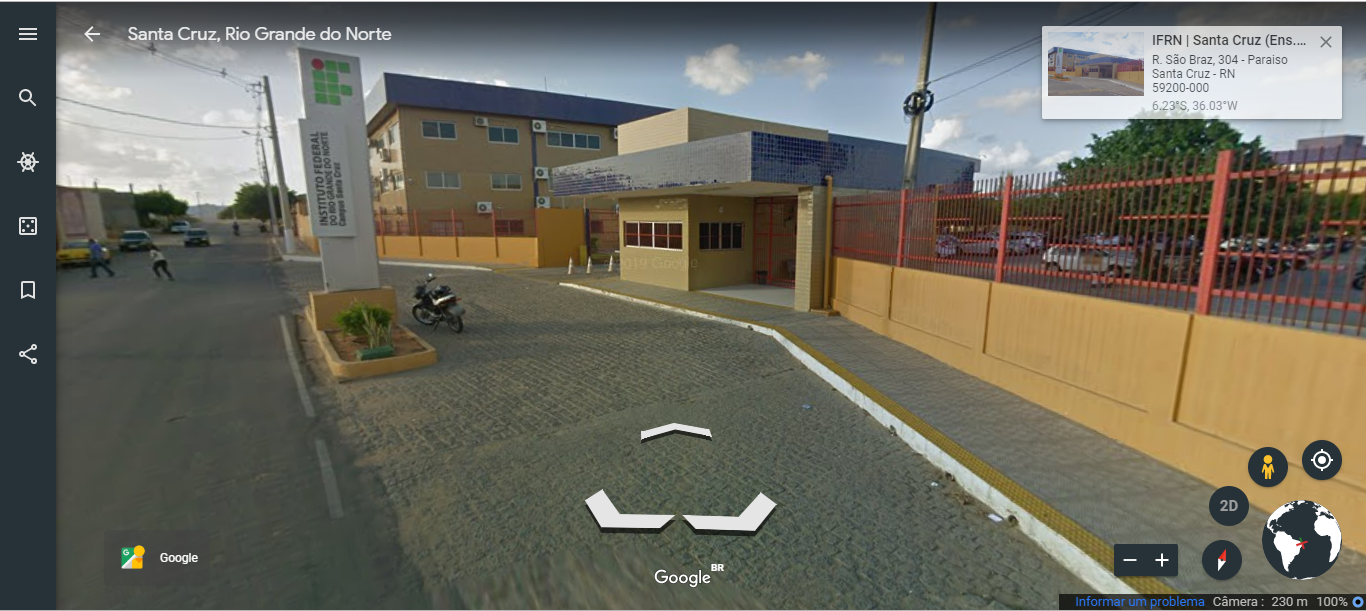 Santa Cruz, Rio Grande do Norte
IFRN | Santa Cruz (Ens....
R. São Braz, 304 - Paraiso
Santa Cruz - RN
59200-000
6.23°S, 36.03°W
INSTITUTO FEDERAL
DO RIO GRANDE DO NORTE
Campus Santa Cruz
2019 Google
2D
Google
Google BR
Informar um problema Câmera : 230 m 100%